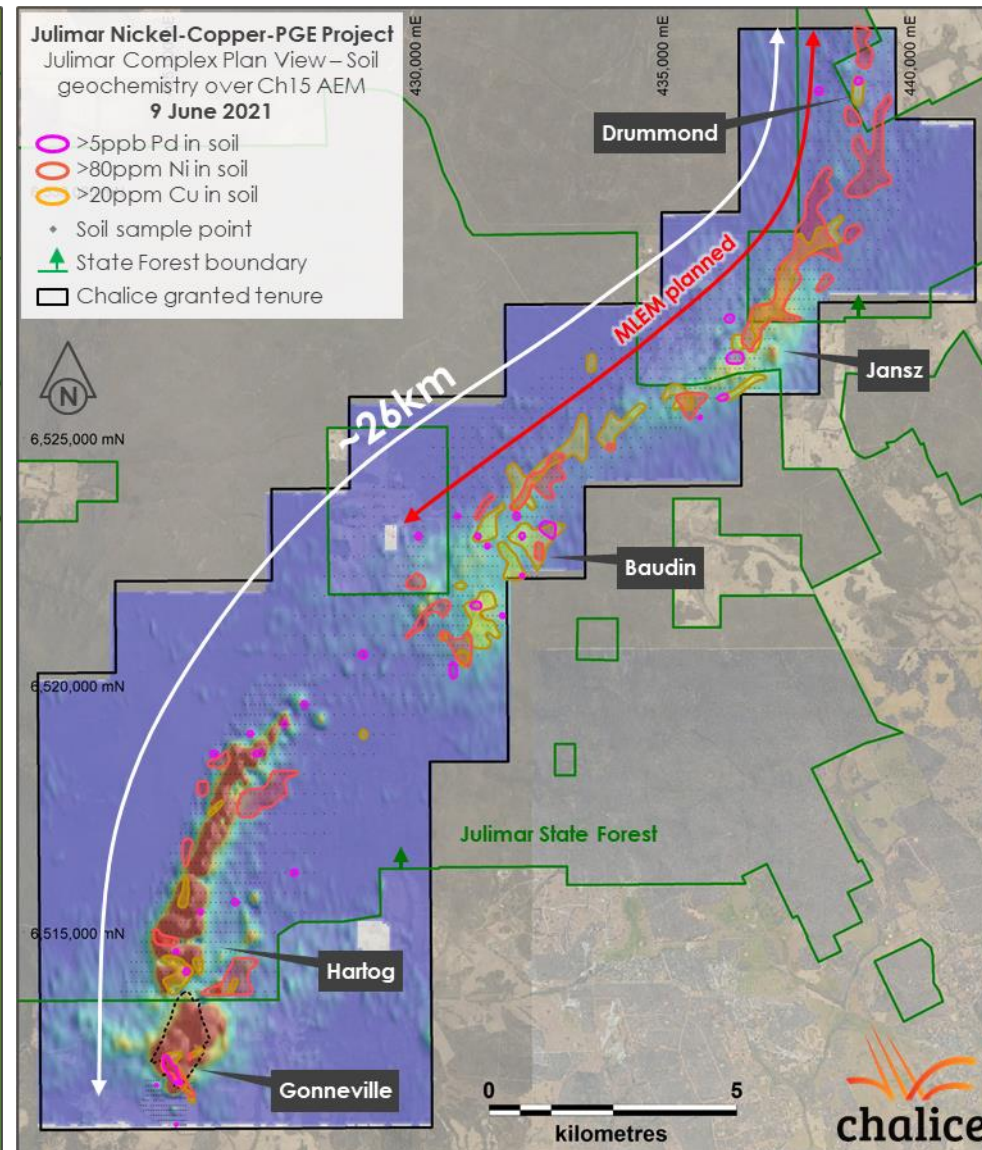 Julimar Nickel-Copper-PGE Project
Julimar Complex Plan View – Soil
geochemistry over Ch15 AEM
9 June 2021
>5ppb Pd in soil
>80ppm Ni in soil
>20ppm Cu in soil
Soil sample point
State Forest boundary
Chalice granted tenure
430,000 mE
435,000 mE
440,000 mE
Drummond
MLEM planned
Jansz
N
~26km
6,525,000 mN
Baudin
6,520,000 mN
Julimar State Forest
6,515,000 mN
Hartog
Gonneville
0 5
kilometres
chalice